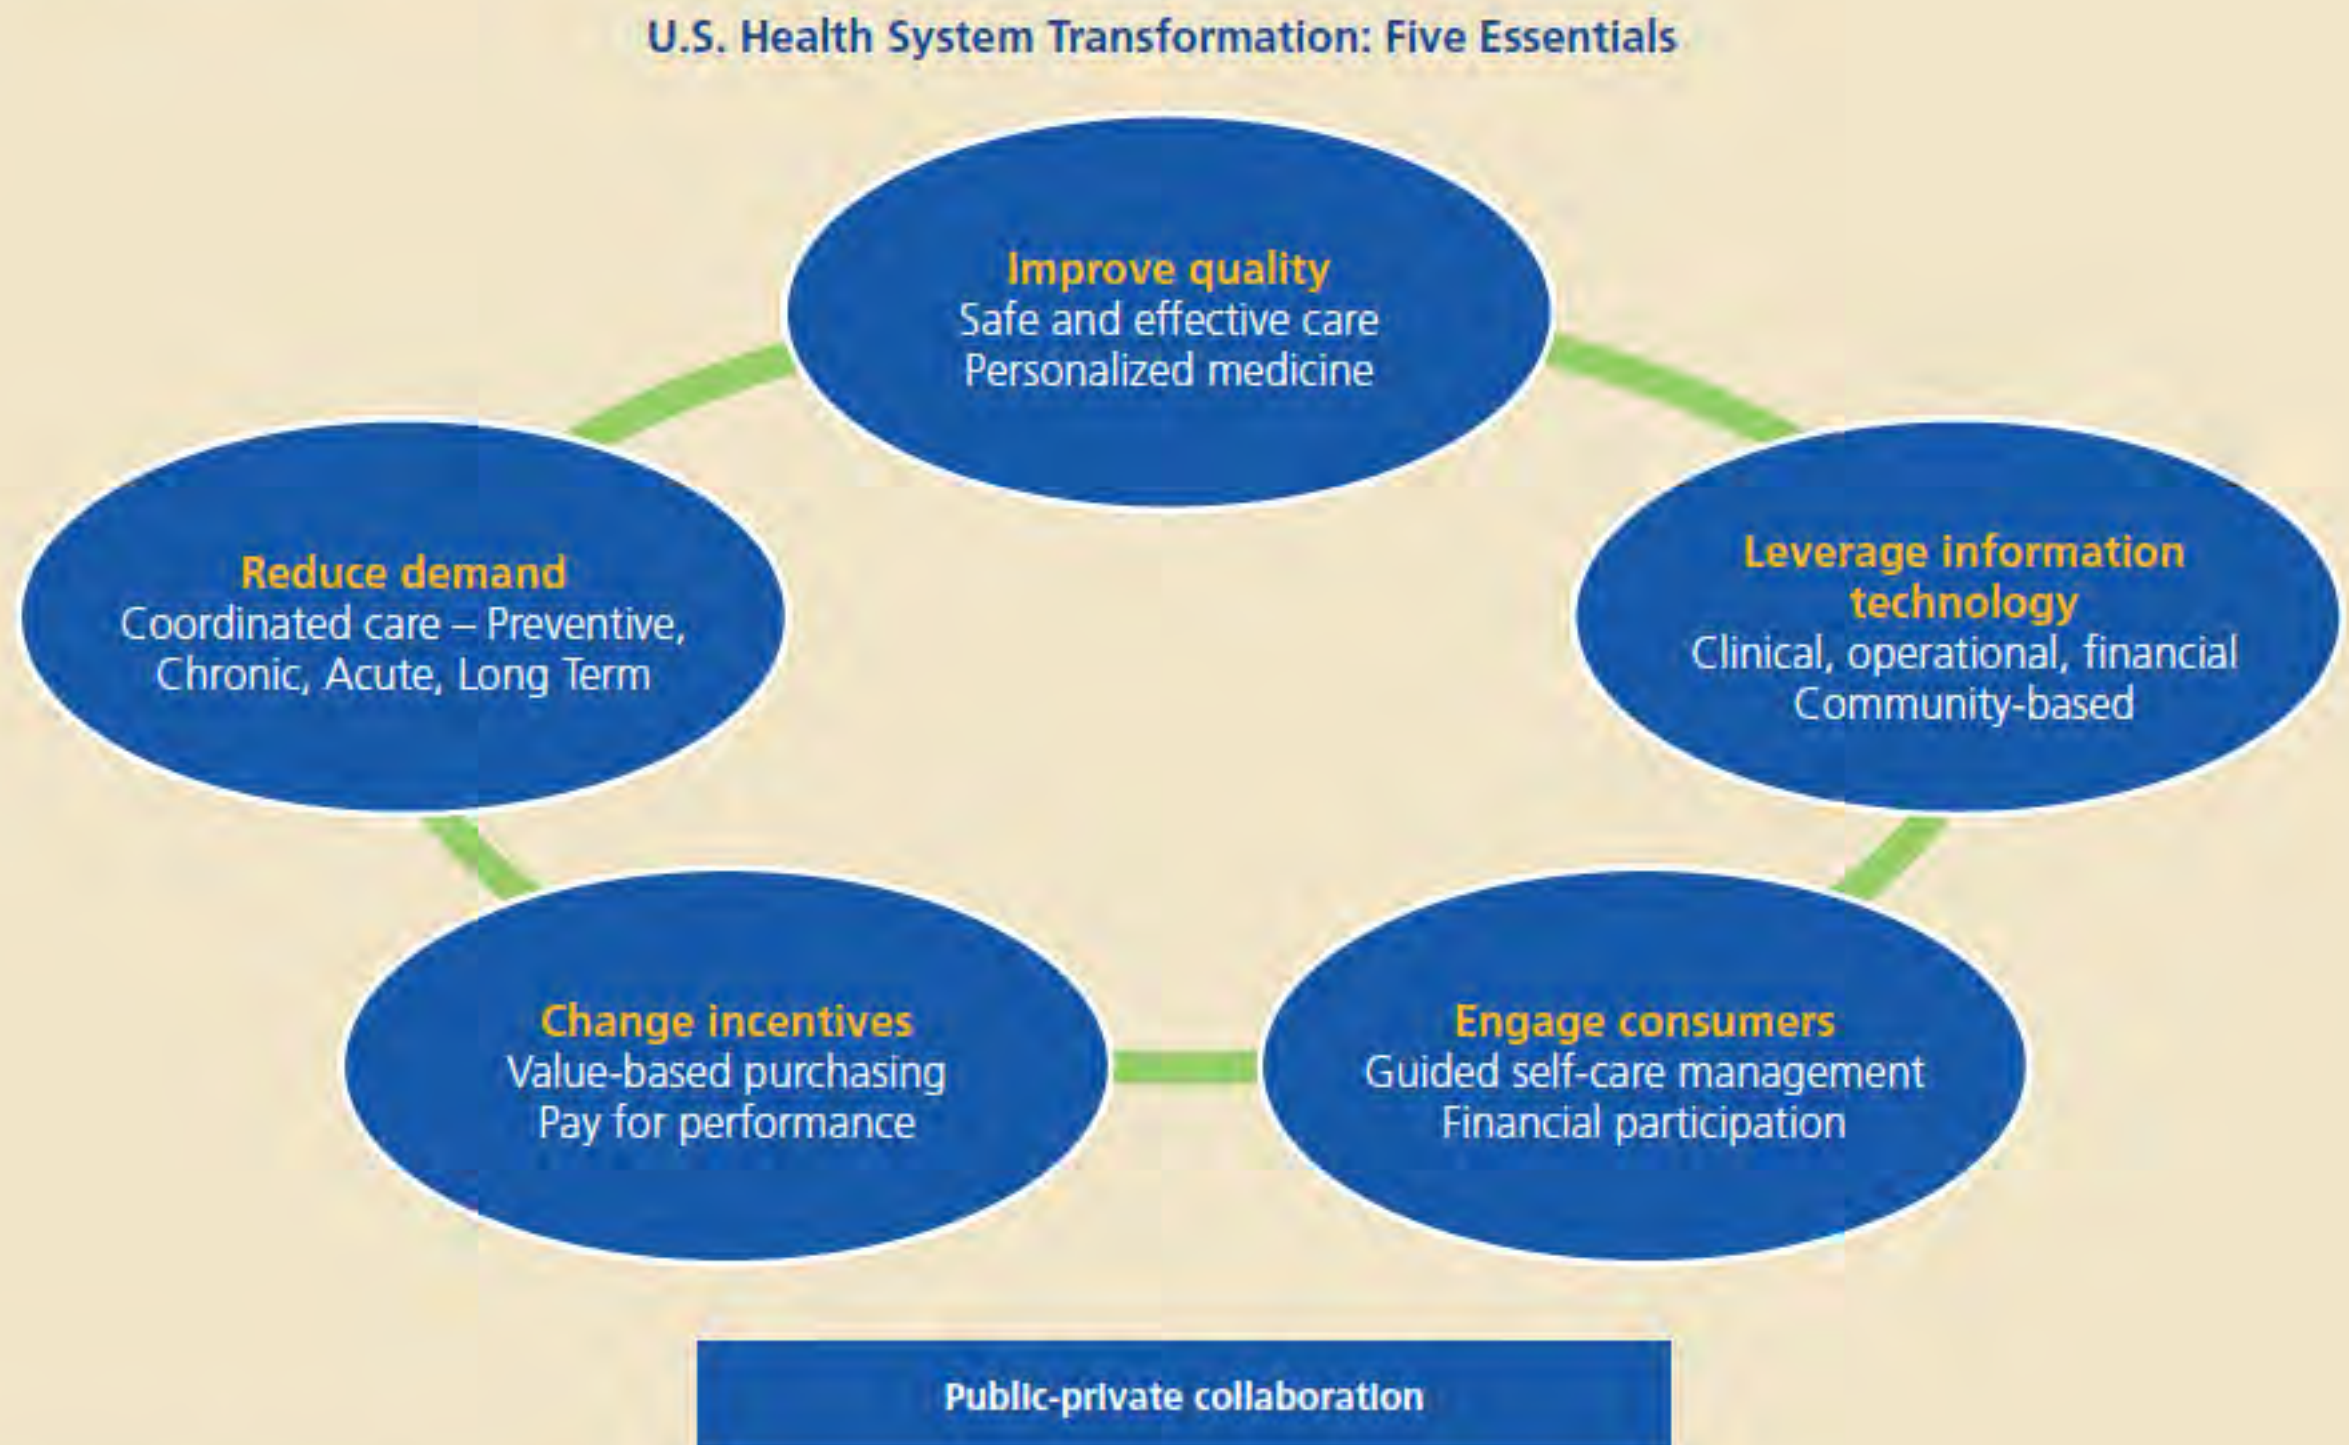 U.S. Health System Transformation: Five Essentials
Improve quality
Safe and effective care
Personalized medicine
Reduce demand
Coordinated care – Preventive,
Chronic, Acute, Long Term
Leverage information
technology
Clinical, operational, financial
Community-based
Change incentives
Value-based purchasing
Pay for performance
Engage consumers
Guided self-care management
Financial participation
Public-private collaboration